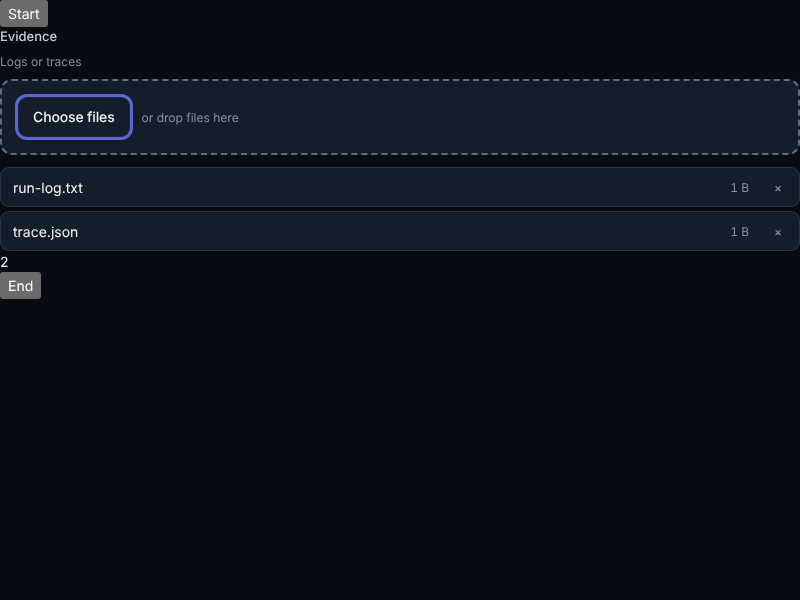 Start
Evidence
Logs or traces
Choose files or drop files here
run-log.txt 1 B ×
trace.json 1 B ×
2
End